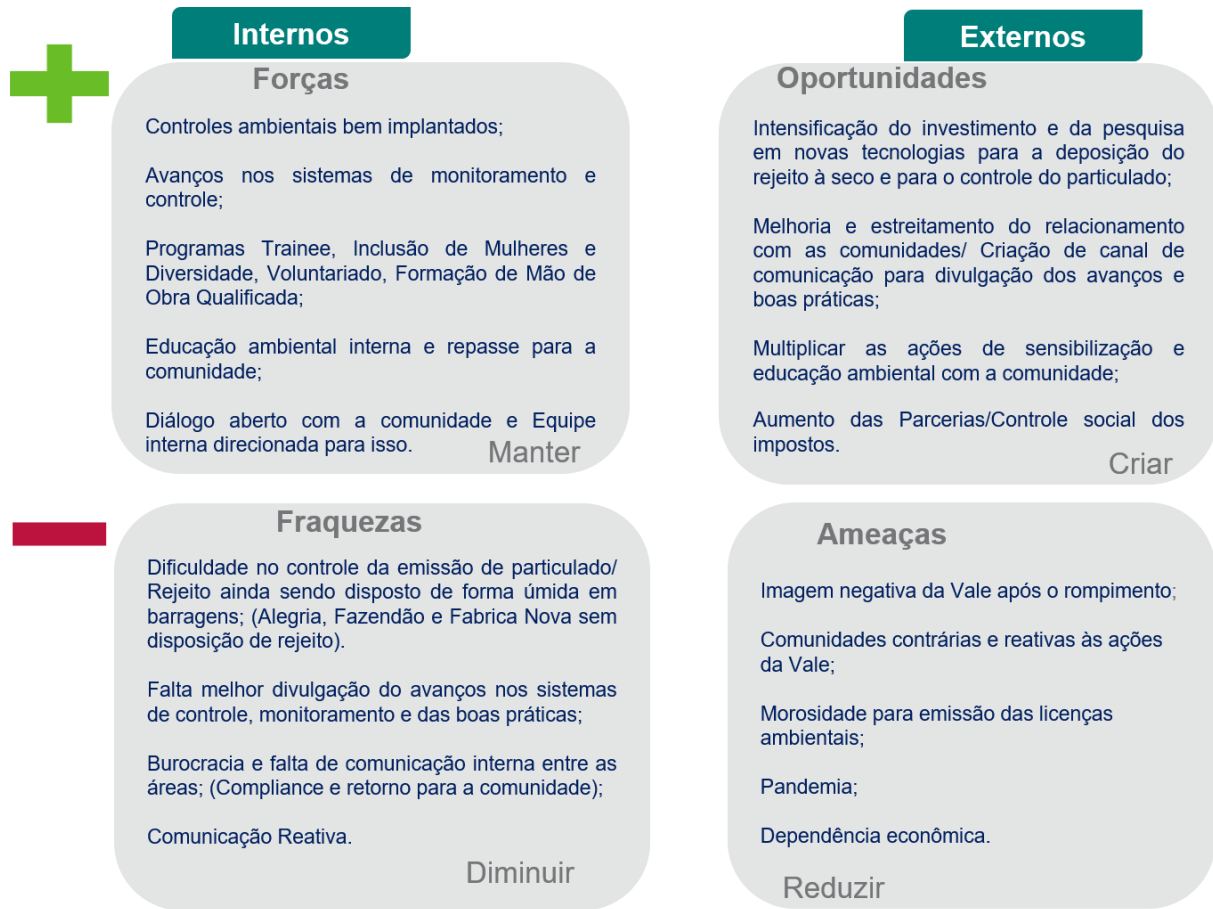 Internos
Forças
Controles ambientais bem implantados;
Avanços nos sistemas de monitoramento e
controle;
Programas Trainee, Inclusão de Mulheres e
Diversidade, Voluntariado, Formação de Mão de
Obra Qualificada;
Educação ambiental interna e repasse para a
comunidade;
Diálogo aberto com a comunidade e Equipe
interna direcionada para isso.
Manter
Externos
Oportunidades
Intensificação do investimento e da pesquisa
em novas tecnologias para a deposição do
rejeito à seco e para o controle do particulado;
Melhoria e estreitamento do relacionamento
com as comunidades/ Criação de canal de
comunicação para divulgação dos avanços e
boas práticas;
Multiplicar as ações de sensibilização e
educação ambiental com a comunidade;
Aumento das Parcerias/Controle social dos
impostos.
Criar
Fraquezas
Dificuldade no controle da emissão de particulado/
Rejeito ainda sendo disposto de forma úmida em
barragens; (Alegria, Fazendão e Fabrica Nova sem
disposição de rejeito).
Falta melhor divulgação do avanços nos sistemas
de controle, monitoramento e das boas práticas;
Burocracia e falta de comunicação interna entre as
áreas; (Compliance e retorno para a comunidade);
Comunicação Reativa.
Diminuir
Ameaças
Imagem negativa da Vale após o rompimento;
Comunidades contrárias e reativas às ações
da Vale;
Morosidade para emissão das licenças
ambientais;
Pandemia;
Dependência econômica.
Reduzir